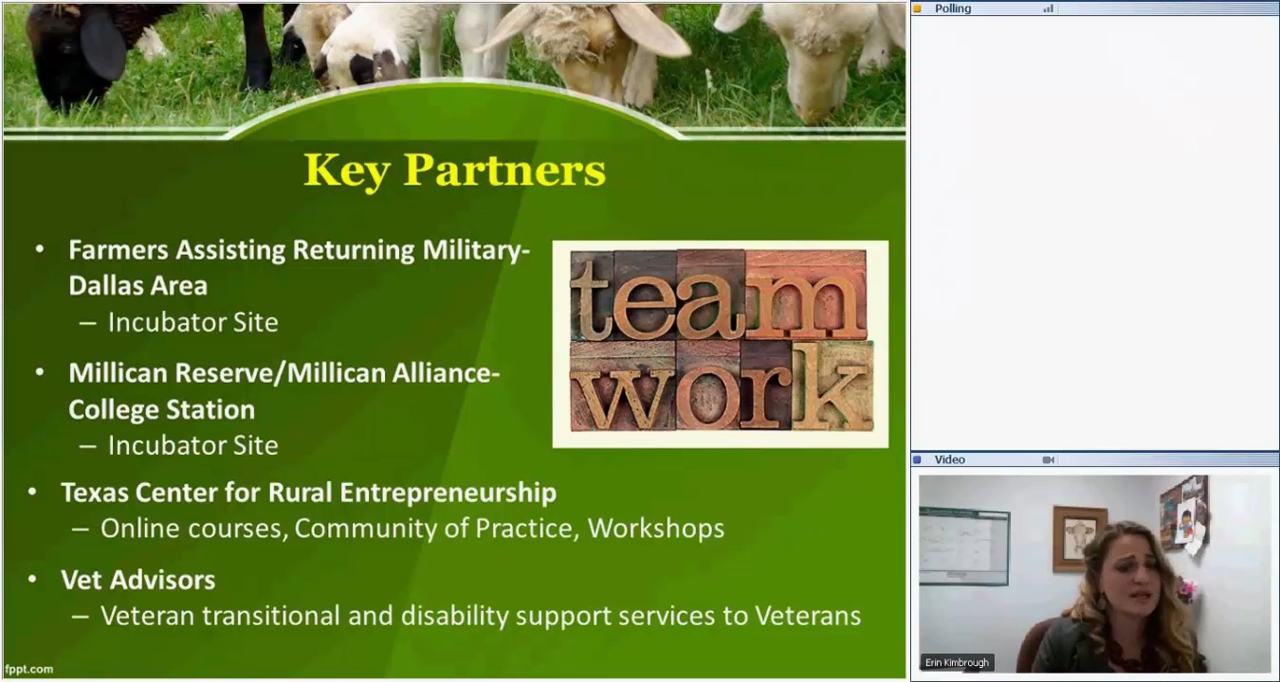 Key Partners
• Farmers Assisting Returning Military-
Dallas Area
– Incubator Site
• Millican Reserve/Millican Alliance-
College Station
– Incubator Site
• Texas Center for Rural Entrepreneurship
– Online courses, Community of Practice, Workshops
• Vet Advisors
– Veteran transitional and disability support services to Veterans
team
work
fppt.com
Polling
Video
Erin Kimbrough